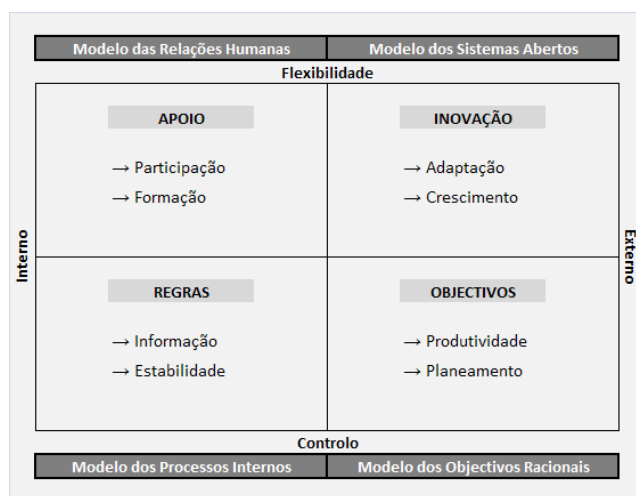 Modelo das Relações Humanas
Modelo dos Sistemas Abertos
Flexibilidade
APOIO
→ Participação
→ Formação
INOVAÇÃO
→ Adaptação
→ Crescimento
Interno
Externo
REGRAS
→ Informação
→ Estabilidade
OBJECTIVOS
→ Produtividade
→ Planeamento
Controlo
Modelo dos Processos Internos
Modelo dos Objectivos Racionais